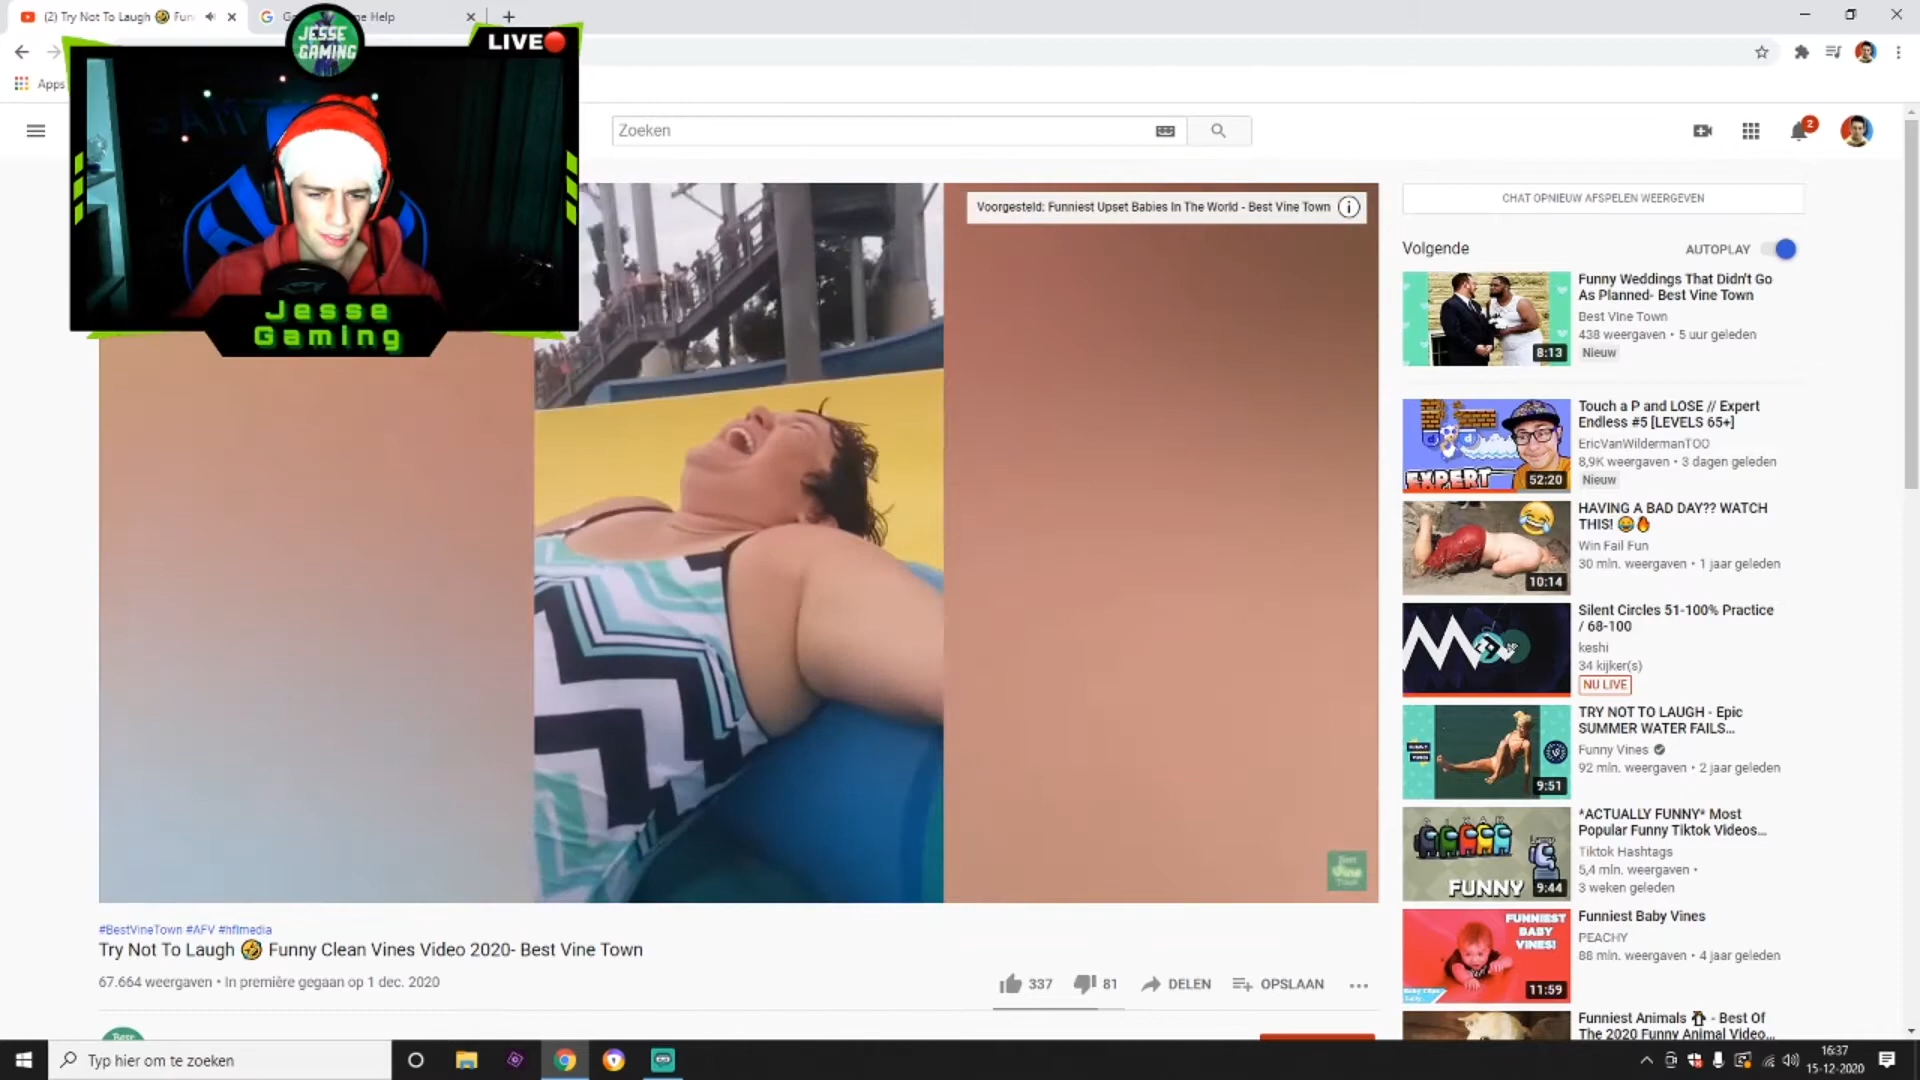 (2) Try Not To Laugh 🤣 Fun
Help
JESSE
GAMING
LIVE
Apps
Jesse
Gaming
Zoeken
2
Voorgesteld: Funniest Upset Babies In The World - Best Vine Town
CHAT OPNIEUW AFSPELEN WEERGEVEN
Volgende
AUTOPLAY
8:13
Funny Weddings That Didn't Go
As Planned- Best Vine Town
Best Vine Town
438 weergaven • 5 uur geleden
Nieuw
EXPERT
52:20
Touch a P and LOSE // Expert
Endless #5 [LEVELS 65+]
EricVanWildermanTOO
8,9K weergaven • 3 dagen geleden
Nieuw
10:14
HAVING A BAD DAY?? WATCH
THIS! 😂🔥
Win Fail Fun
30 mln. weergaven • 1 jaar geleden
Silent Circles 51-100% Practice
/ 68-100
keshi
34 kijker(s)
NU LIVE
9:51
TRY NOT TO LAUGH - Epic
SUMMER WATER FAILS...
Funny Vines
92 mln. weergaven • 2 jaar geleden
FUNNY
9:44
*ACTUALLY FUNNY* Most
Popular Funny Tiktok Videos...
Tiktok Hashtags
5,4 mln. weergaven •
3 weken geleden
FUNNIEST
BABY
VINES!
11:59
Funniest Baby Vines
PEACHY
88 mln. weergaven • 4 jaar geleden
Funniest Animals 🐧 - Best Of
The 2020 Funny Animal Video...
Best
Vine
Town
#BestVineTown #AFV #hflmedia
Try Not To Laugh 🤣 Funny Clean Vines Video 2020- Best Vine Town
67.664 weergaven • In première gegaan op 1 dec. 2020
337
81
DELEN
OPSLAAN
Typ hier om te zoeken
16:37
15-12-2020